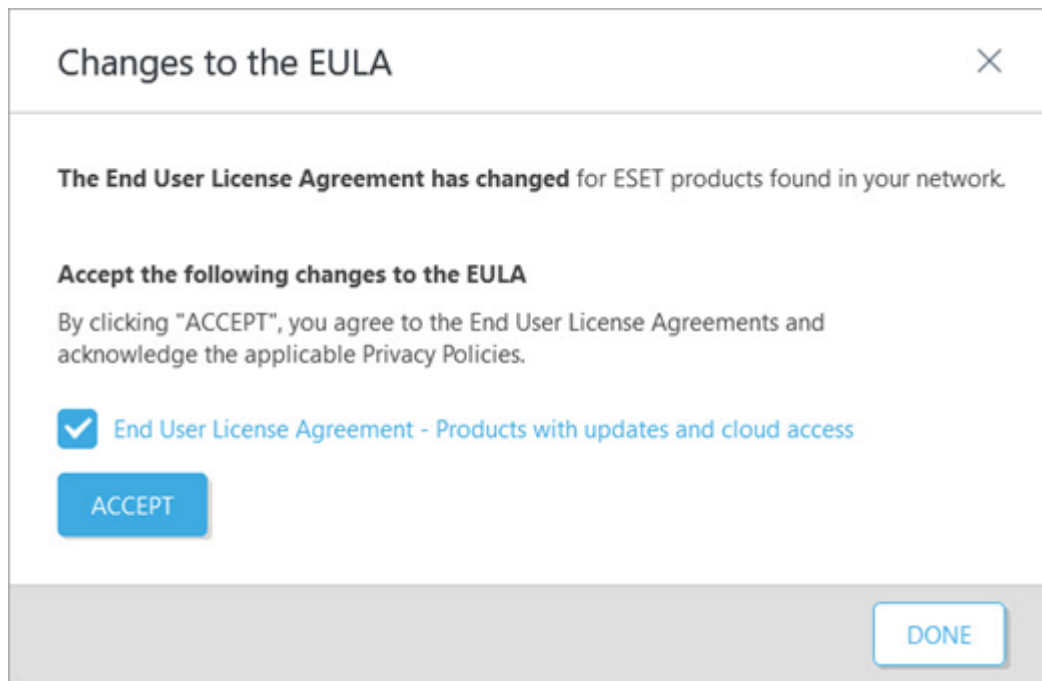 Changes to the EULA
The End User License Agreement has changed for ESET products found in your network.
Accept the following changes to the EULA
By clicking "ACCEPT", you agree to the End User License Agreements and
acknowledge the applicable Privacy Policies.
End User License Agreement - Products with updates and cloud access
ACCEPT
DONE